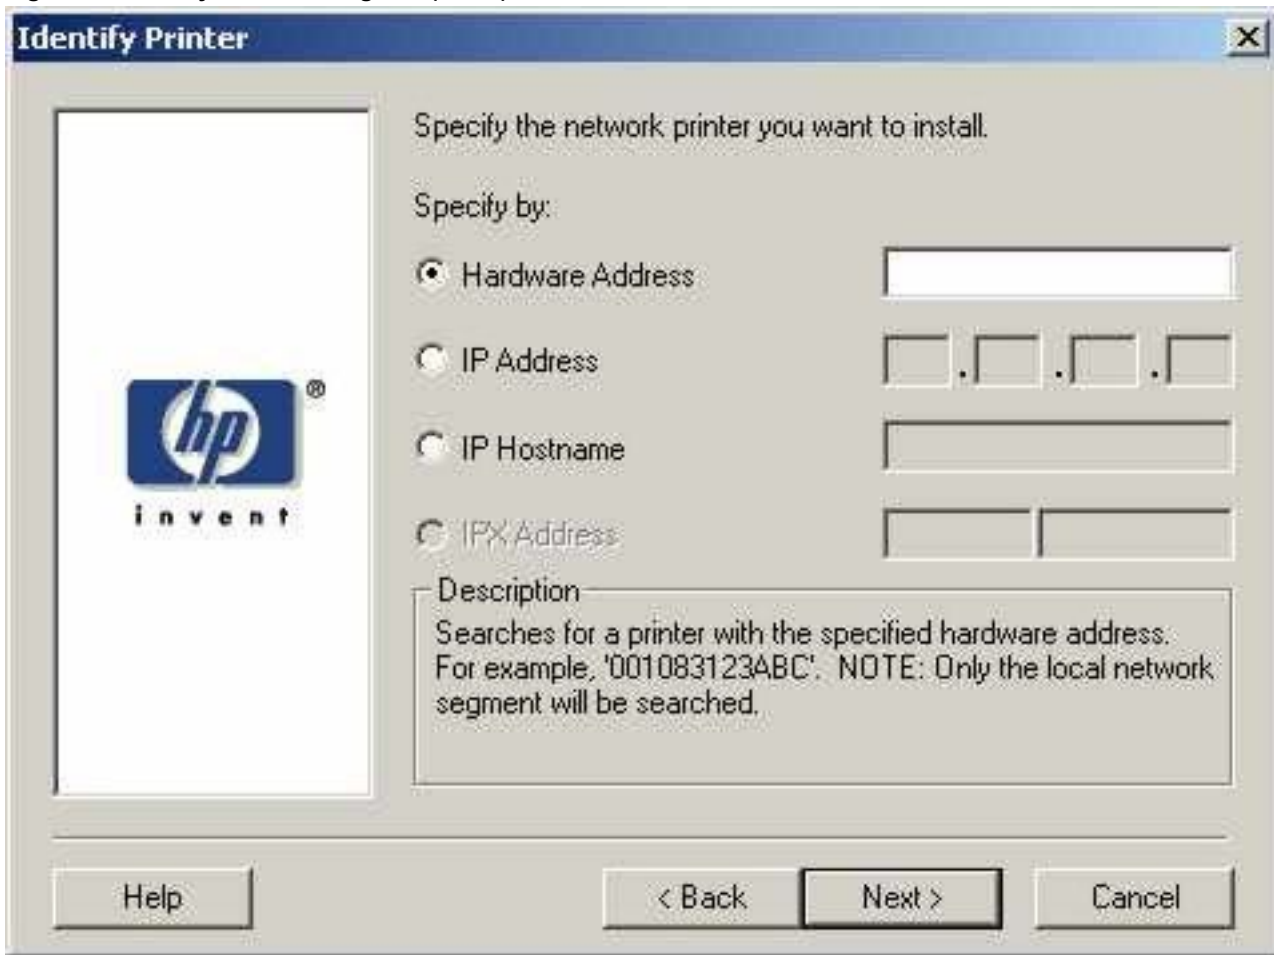 Identify Printer
Specify the network printer you want to install.
Specify by:
Hardware Address
IP Address
. . .
IP Hostname
IPX Address
hp ®
invent
Description
Searches for a printer with the specified hardware address.
For example, '001083123ABC'. NOTE: Only the local network
segment will be searched.
Help
< Back
Next >
Cancel